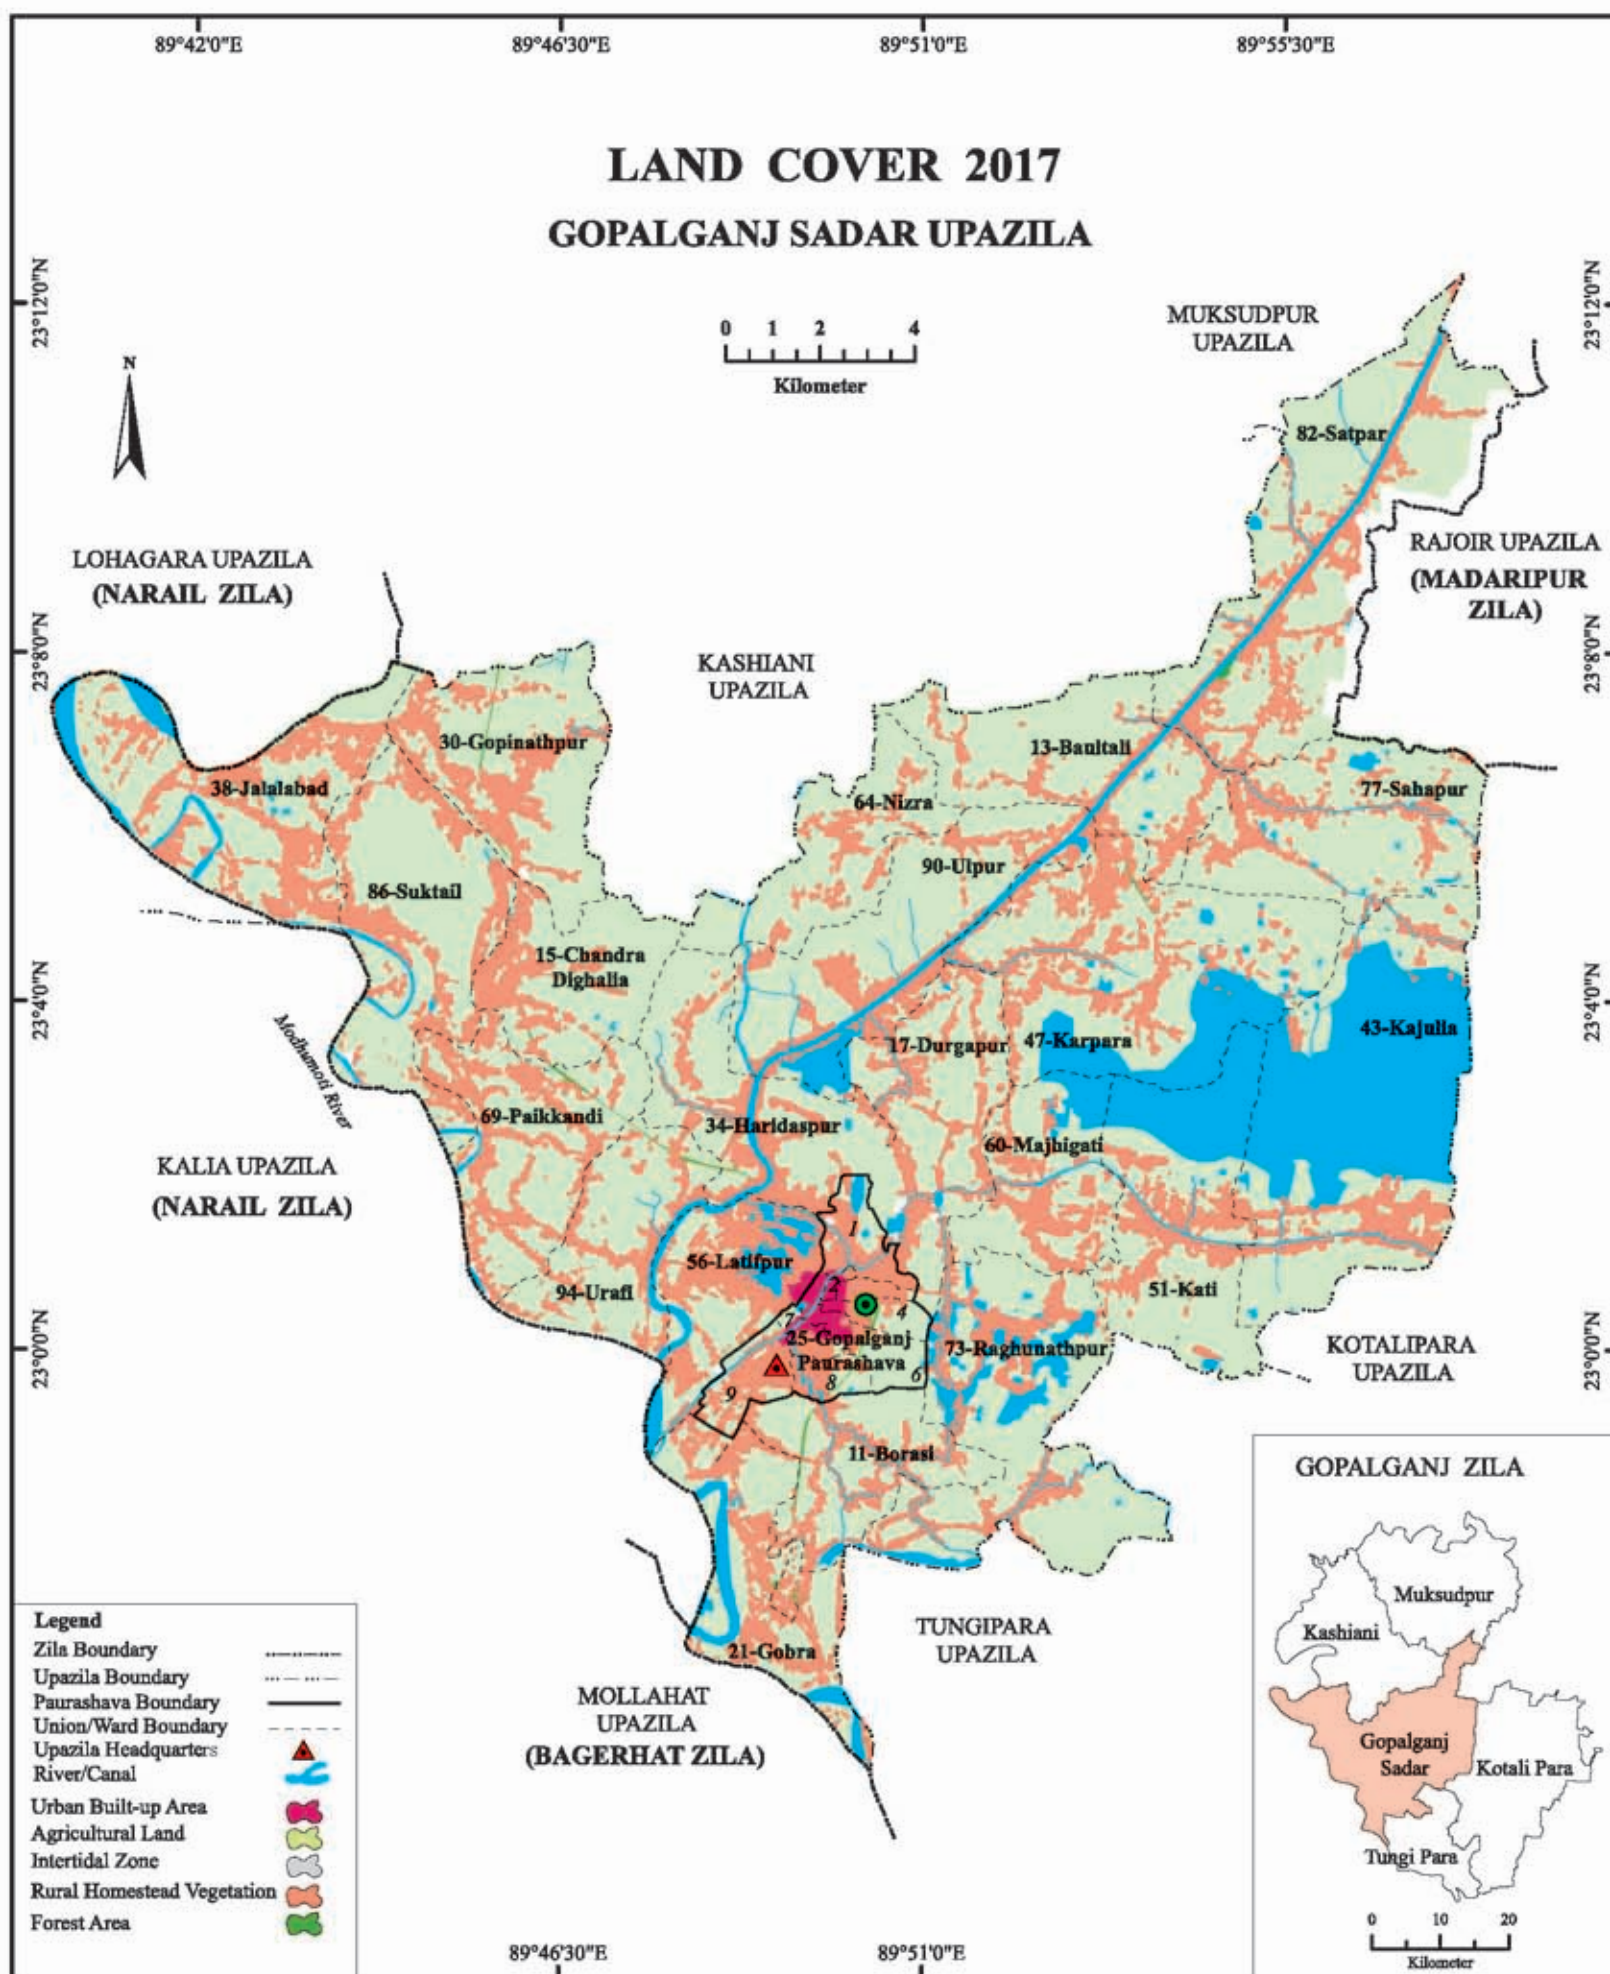 89°42'0"E
89°46'30"E
89°51'0"E
89°55'30"E
LAND COVER 2017
GOPALGANJ SADAR UPAZILA
23°12'0"N
23°12'0"N
0 1 2 4
Kilometer
N
MUKSUDPUR
UPAZILA
82-Satpar
LOHAGARA UPAZILA
(NARAIL ZILA)
RAJOIR UPAZILA
(MADARIPUR
ZILA)
23°8'0"N
23°8'0"N
KASHIANI
UPAZILA
30-Gopinathpur
13-Baultali
38-Jalalabad
64-Nizra
77-Sahapur
90-Ulpur
86-Suktail
15-Chandra
Dighalia
23°4'0"N
23°4'0"N
Modhumoti River
17-Durgapur
47-Karpara
43-Kajulia
69-Paikkandi
34-Haridaspur
60-Majhigati
KALIA UPAZILA
(NARAIL ZILA)
1
56-Latifpur
2
94-Urafi
4
7
51-Kati
25-Gopalganj
Paurashava
73-Raghunathpur
6
8
9
23°0'0"N
23°0'0"N
KOTALIPARA
UPAZILA
11-Borasi
21-Gobra
TUNGIPARA
UPAZILA
MOLLAHAT
UPAZILA
(BAGERHAT ZILA)
Legend
Zila Boundary
Upazila Boundary
Paurashava Boundary
Union/Ward Boundary
Upazila Headquarters
River/Canal
Urban Built-up Area
Agricultural Land
Intertidal Zone
Rural Homestead Vegetation
Forest Area
GOPALGANJ ZILA
Muksudpur
Kashiani
Gopalganj
Sadar
Kotali Para
Tungi Para
0 10 20
Kilometer
89°46'30"E
89°51'0"E